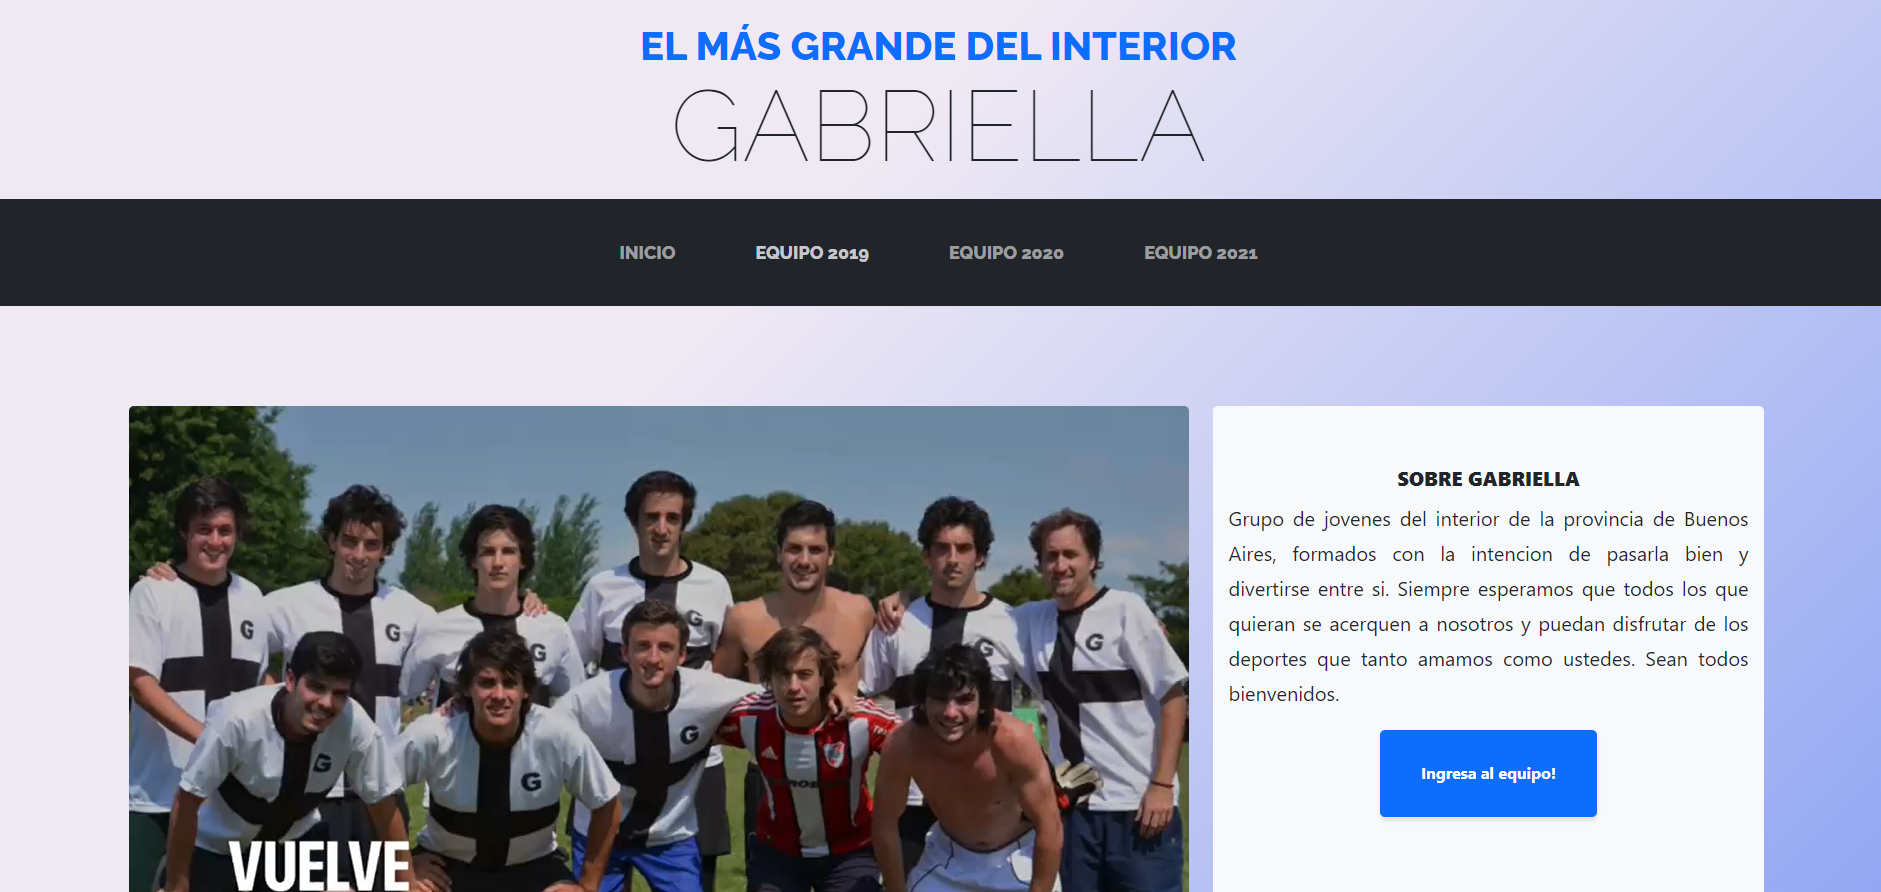 EL MÁS GRANDE DEL INTERIOR
GABRIELLA
INICIO EQUIPO 2019 EQUIPO 2020 EQUIPO 2021
G G G G G
G G G
VUELVE
SOBRE GABRIELLA
Grupo de jovenes del interior de la provincia de Buenos
Aires, formados con la intencion de pasarla bien y
divertirse entre si. Siempre esperamos que todos los que
quieran se acerquen a nosotros y puedan disfrutar de los
deportes que tanto amamos como ustedes. Sean todos
bienvenidos.
Ingresa al equipo!